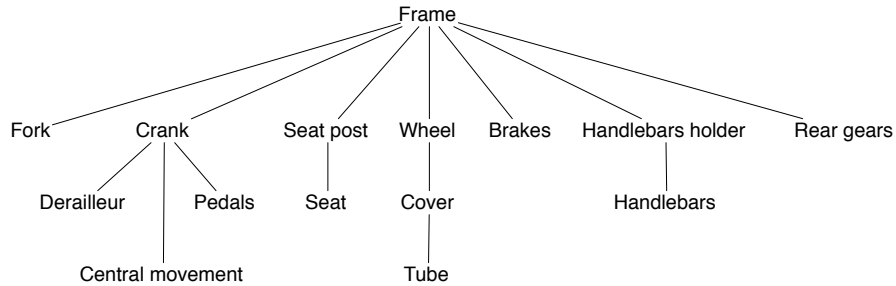 Frame
Fork Crank Seat post Wheel Brakes Handlebars holder Rear gears
Derailleur Pedals Seat Cover Handlebars
Central movement Tube